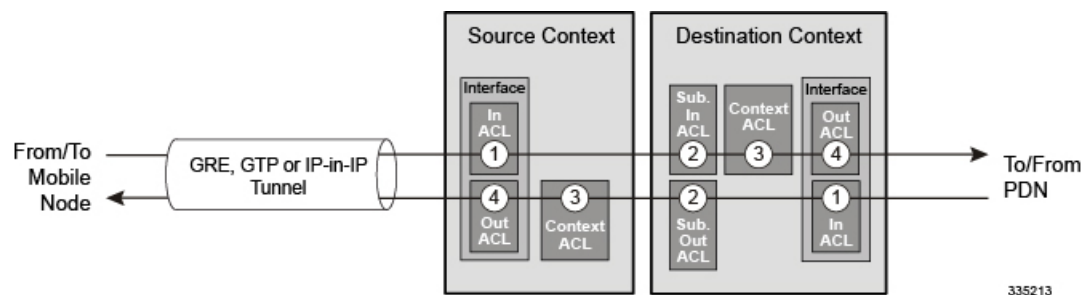 Source Context
Destination Context
Interface
In
ACL
1
Sub.
In
ACL
2
Context
ACL
3
Interface
Out
ACL
4
From/To
Mobile
Node
GRE, GTP or IP-in-IP
Tunnel
To/From
PDN
4
Out
ACL
3
Context
ACL
2
Sub.
Out
ACL
1
In
ACL
335213